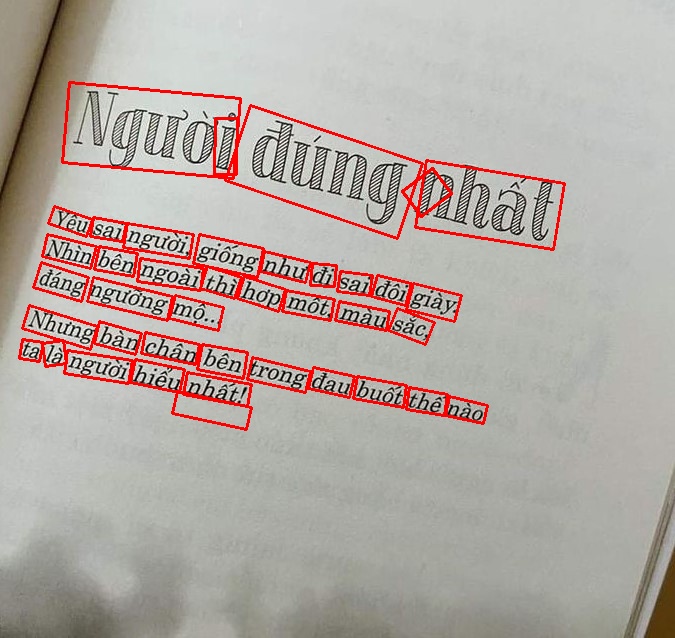 Người đúng nhất
Yêu sai người, giống như đi sai đôi giày.
Nhìn bên ngoài thì hợp mốt, màu sắc,
đáng ngưỡng mộ...
Nhưng bàn chân bên trong đau buốt thế nào
ta là người hiểu nhất!